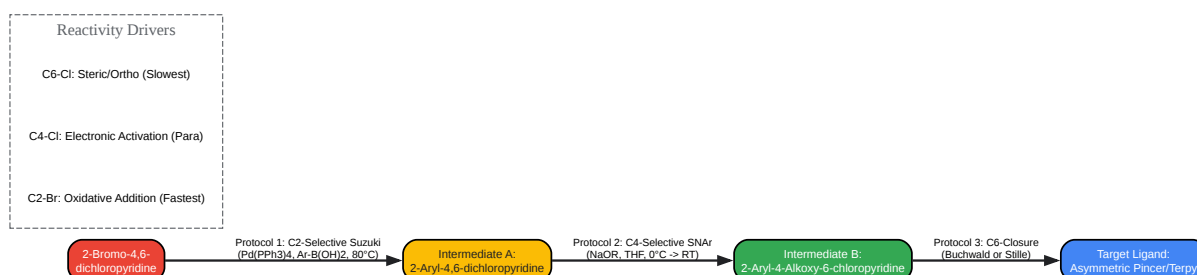 Reactivity Drivers
C6-Cl: Steric/Ortho (Slowest)
C4-Cl: Electronic Activation (Para)
C2-Br: Oxidative Addition (Fastest)
2-Bromo-4,6-
dichloropyridine
Protocol 1: C2-Selective Suzuki
(Pd(PPh3)4, Ar-B(OH)2, 80°C)
Intermediate A:
2-Aryl-4,6-dichloropyridine
Protocol 2: C4-Selective SNAr
(NaOR, THF, 0°C -> RT)
Intermediate B:
2-Aryl-4-Alkoxy-6-chloropyridine
Protocol 3: C6-Closure
(Buchwald or Stille)
Target Ligand:
Asymmetric Pincer/Terpy